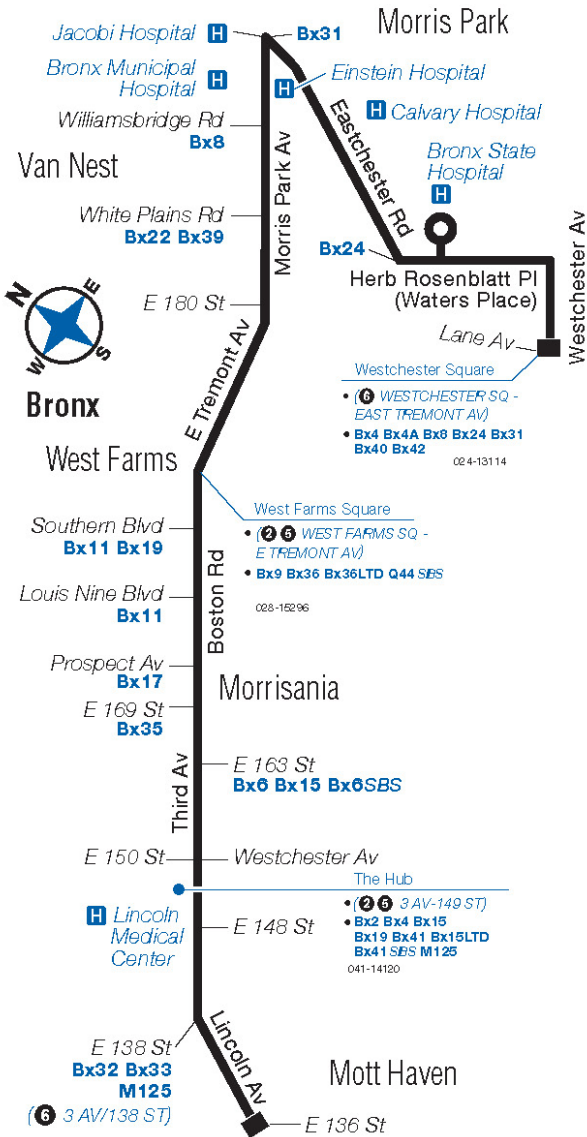 Morris Park
Jacobi Hospital H
Bx31
Bronx Municipal
Hospital H
H Einstein Hospital
H Calvary Hospital
Williamsbridge Rd
Bx8
Van Nest
Morris Park Av
Eastchester Rd
Bronx State
Hospital
H
White Plains Rd
Bx22 Bx39
Bx24
Herb Rosenblatt Pl
(Waters Place)
Westchester Av
Lane Av
N
E
W
S
Bronx
E 180 St
E Tremont Av
Westchester Square
• (6 WESTCHESTER SQ -
EAST TREMONT AV)
• Bx4 Bx4A Bx8 Bx24 Bx31
Bx40 Bx42
024-13114
West Farms
West Farms Square
• (2 5 WEST FARMS SQ -
E TREMONT AV)
• Bx9 Bx36 Bx36LTD Q44 SBS
028-15296
Southern Blvd
Bx11 Bx19
Boston Rd
Louis Nine Blvd
Bx11
Prospect Av
Bx17
Morrisania
E 169 St
Bx35
Third Av
E 163 St
Bx6 Bx15 Bx6SBS
E 150 St
Westchester Av
The Hub
• (2 5 3 AV-149 ST)
• Bx2 Bx4 Bx15
Bx19 Bx41 Bx15LTD
Bx41 SBS M125
041-14120
H Lincoln
Medical
Center
E 148 St
E 138 St
Bx32 Bx33
M125
(6 3 AV/138 ST)
Lincoln Av
Mott Haven
E 136 St